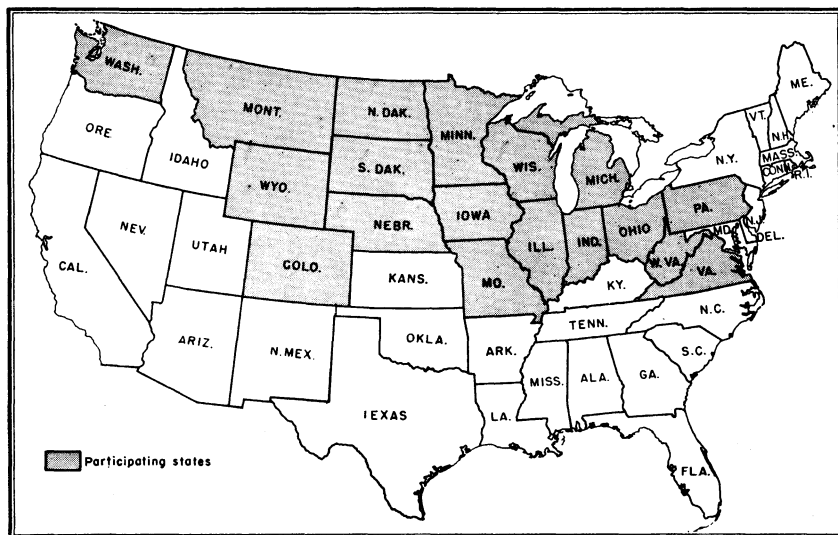 WASH.
MONT.
N. DAK.
MINN.
ME.
VT.
N.H.
ORE
IDAHO
WYO.
S. DAK.
WIS.
MICH.
N.Y.
MASS.
CONN.
R.I.
NEV.
UTAH
COLO.
NEBR.
IOWA
ILL.
IND.
OHIO
PA.
N.J.
MD.
DEL.
CAL.
KANS.
MO.
KY.
W. VA.
VA.
ARIZ.
N. MEX.
OKLA.
ARK.
TENN.
N.C.
S.C.
TEXAS
LA.
MISS.
ALA.
GA.
FLA.
Participating states